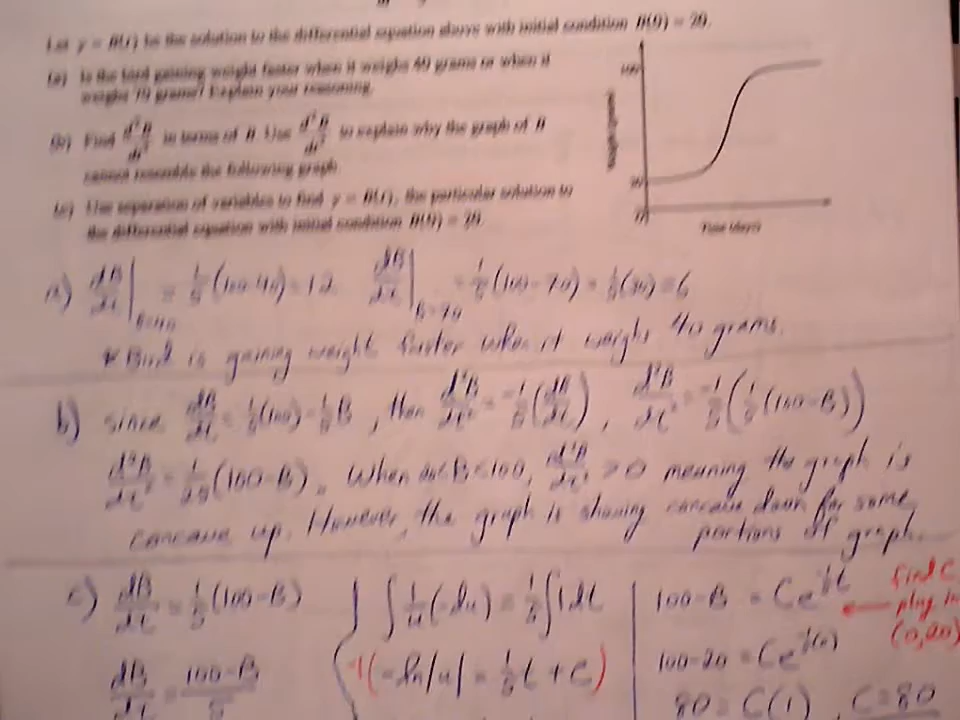 Let y = B(t) be the solution to the differential equation above with initial condition B(0) = 20.
(a) Is the bird gaining weight faster when it weighs 40 grams or when it
weighs 70 grams? Explain your reasoning.
(b) Find d²B/dt² in terms of B. Use d²B/dt² to explain why the graph of B
cannot resemble the following graph.
(c) Use separation of variables to find y = B(t), the particular solution to
the differential equation with initial condition B(0) = 20.
100
20
0
Time (days)
a) dB/dt |B=40 = 1/5(100-40) = 12 dB/dt |B=70 = 1/5(100-70) = 1/5(30) = 6
* Bird is gaining weight faster when it weighs 40 grams.
b) since dB/dt = 1/5(100) - 1/5B , then d²B/dt² = -1/5(dB/dt) , d²B/dt² = -1/5(1/5(100-B))
d²B/dt² = 1/25(100-B). When B<100, d²B/dt² > 0 meaning the graph is
concave up. However, the graph is showing concave down for some
portions of graph.
c) dB/dt = 1/5(100-B)
dB/dt = 100-B/5
∫ 1/u(-du) = 1/5 ∫ 1dt
-1(-ln|u| = 1/5t + C)
100-B = Ce^-1/5t
100-20 = Ce^-1/5(0)
80 = C(1), C = 80
find C
plug in
(0,20)